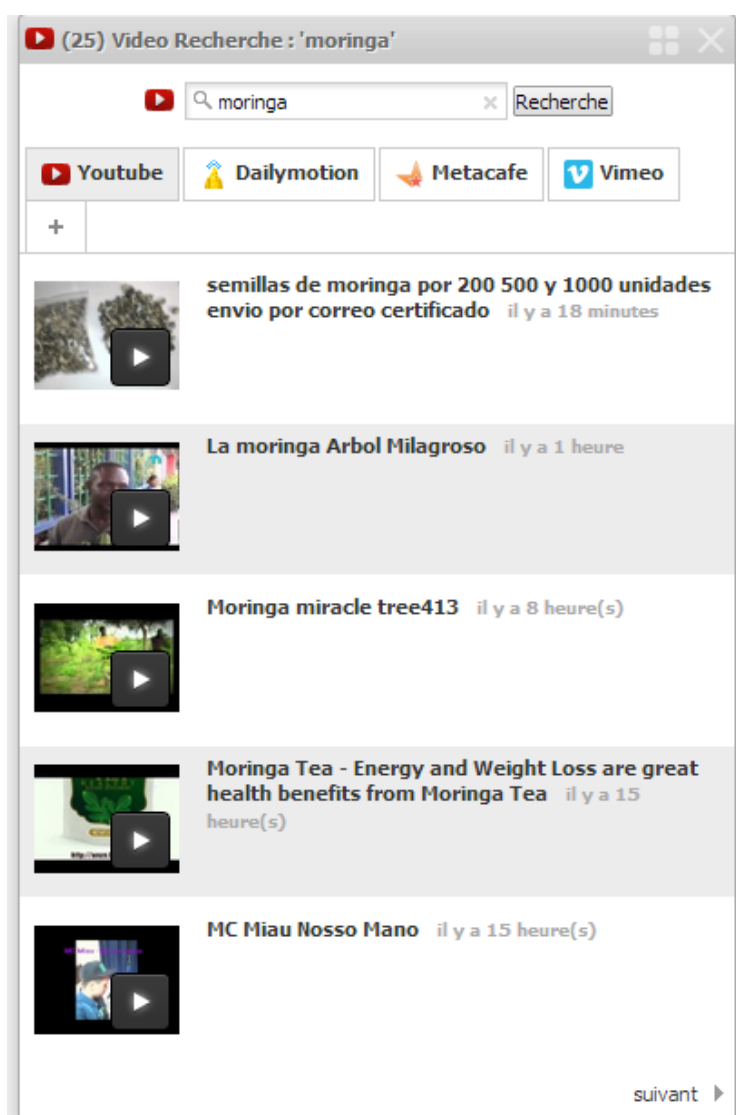 (25) Video Recherche : 'moringa'
moringa
Recherche
Youtube
Dailymotion
Metacafe
Vimeo
+
semillas de moringa por 200 500 y 1000 unidades
envio por correo certificado il y a 18 minutes
La moringa Arbol Milagroso il y a 1 heure
Moringa miracle tree413 il y a 8 heure(s)
Moringa Tea - Energy and Weight Loss are great
health benefits from Moringa Tea il y a 15
heure(s)
MC Miau Nosso Mano il y a 15 heure(s)
suivant